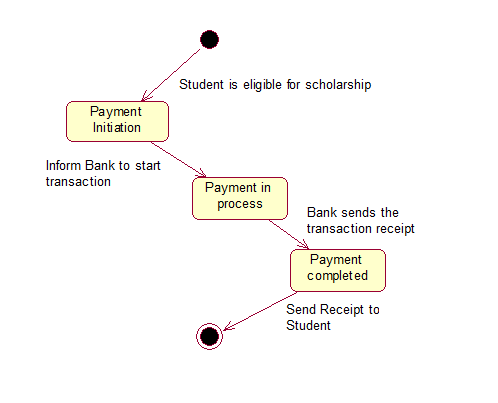 Student is eligible for scholarship
Payment
Initiation
Inform Bank to start
transaction
Payment in
process
Bank sends the
transaction receipt
Payment
completed
Send Receipt to
Student